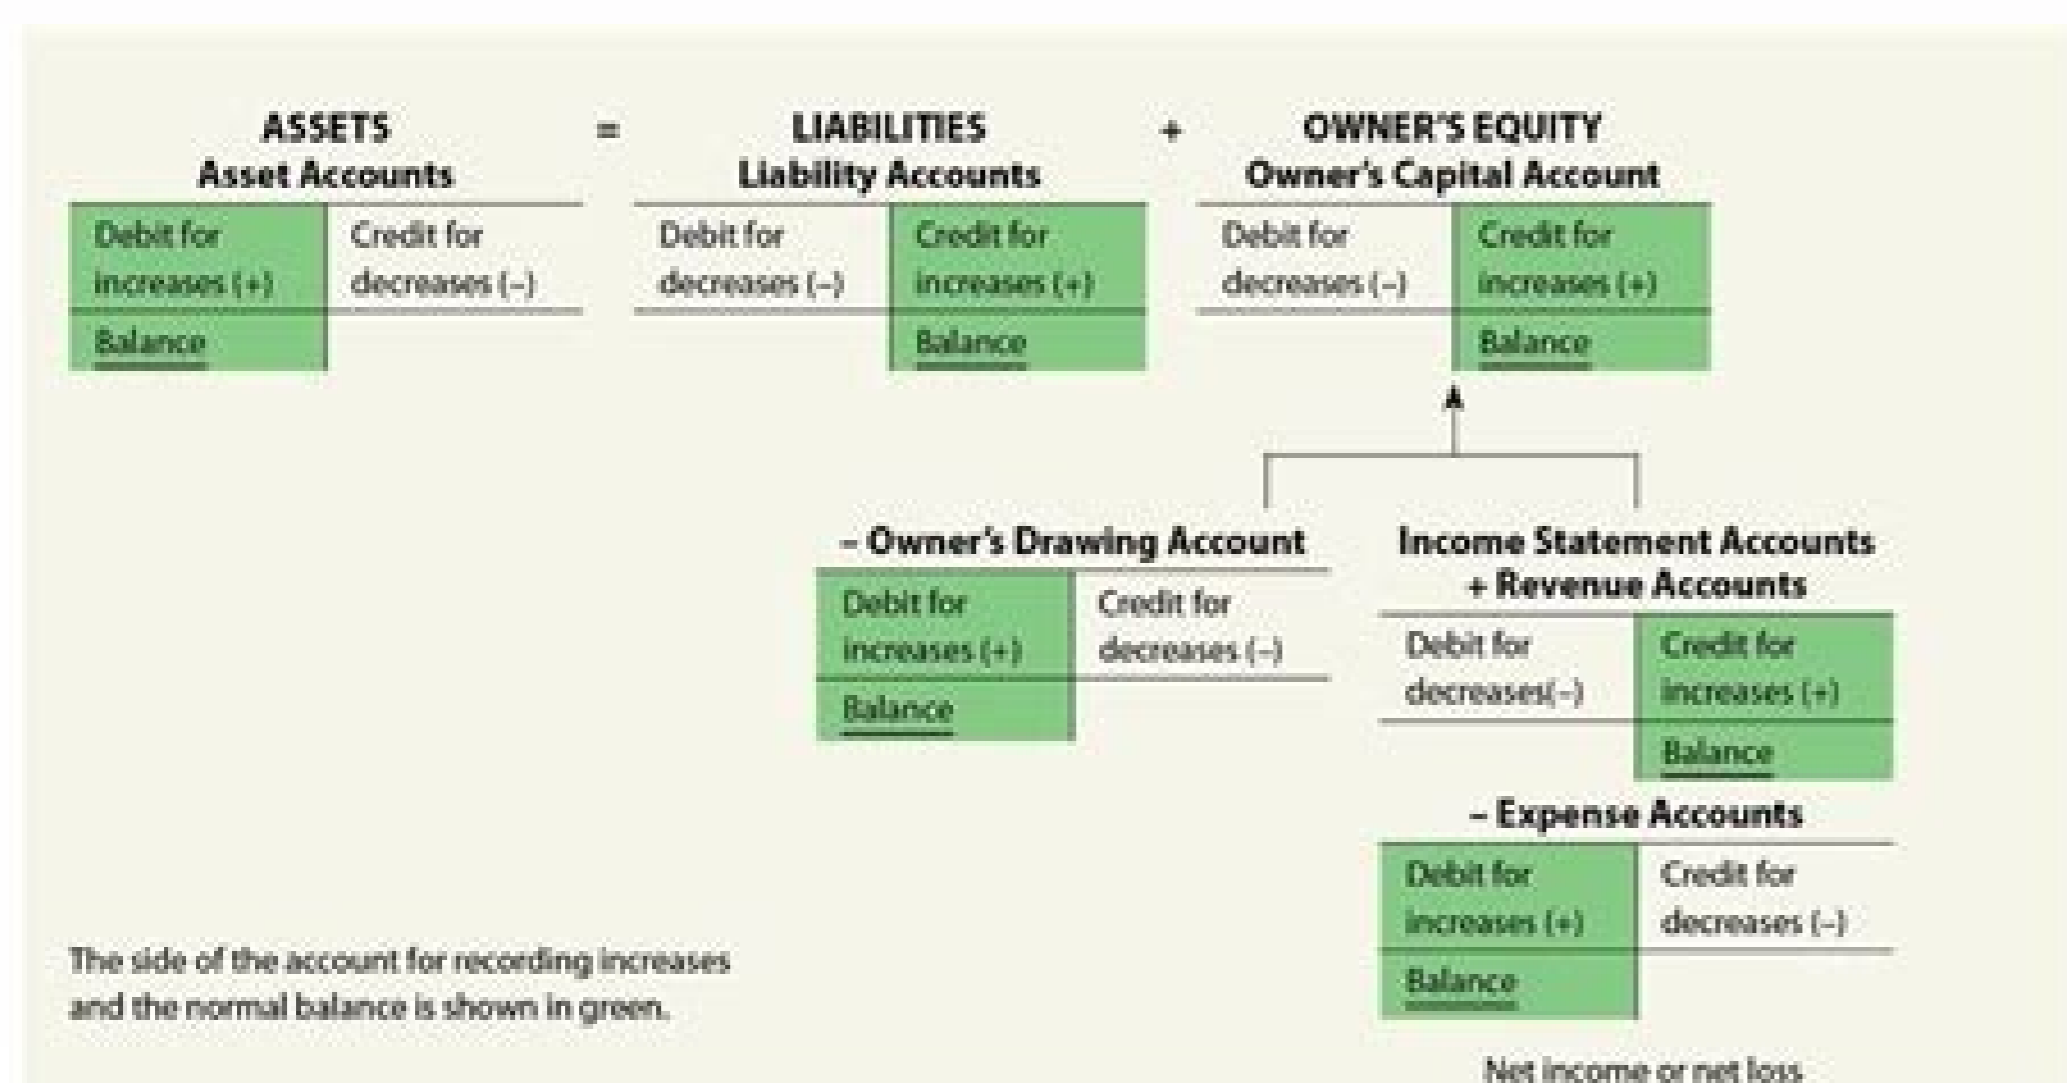 ASSETS = LIABILITIES + OWNER'S EQUITY
Asset Accounts Liability Accounts Owner's Capital Account
Debit for Credit for Debit for Credit for Debit for Credit for
increases (+) decreases (–) decreases (–) increases (+) decreases (–) increases (+)
Balance Balance Balance
– Owner's Drawing Account
Debit for Credit for
increases (+) decreases (–)
Balance
Income Statement Accounts
+ Revenue Accounts
Debit for Credit for
decreases(–) increases (+)
Balance
– Expense Accounts
Debit for Credit for
increases (+) decreases (–)
Balance
The side of the account for recording increases
and the normal balance is shown in green.
Net income or net loss